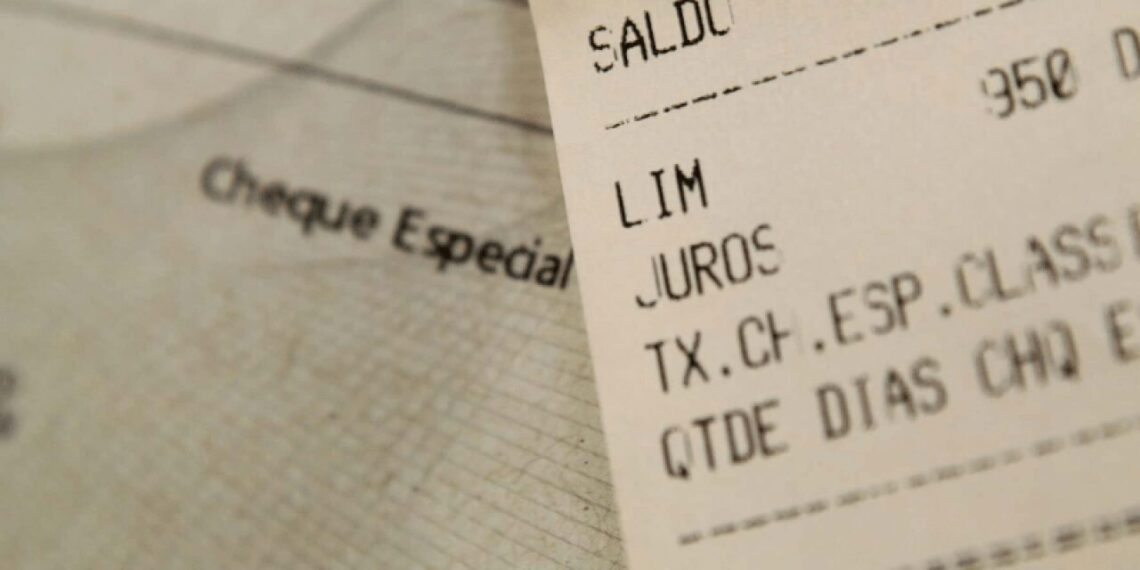 Cheque Especial
SALDO
950 D
LIM
JUROS
TX.CH.ESP.CLASS
QTDE DIAS CHQ E